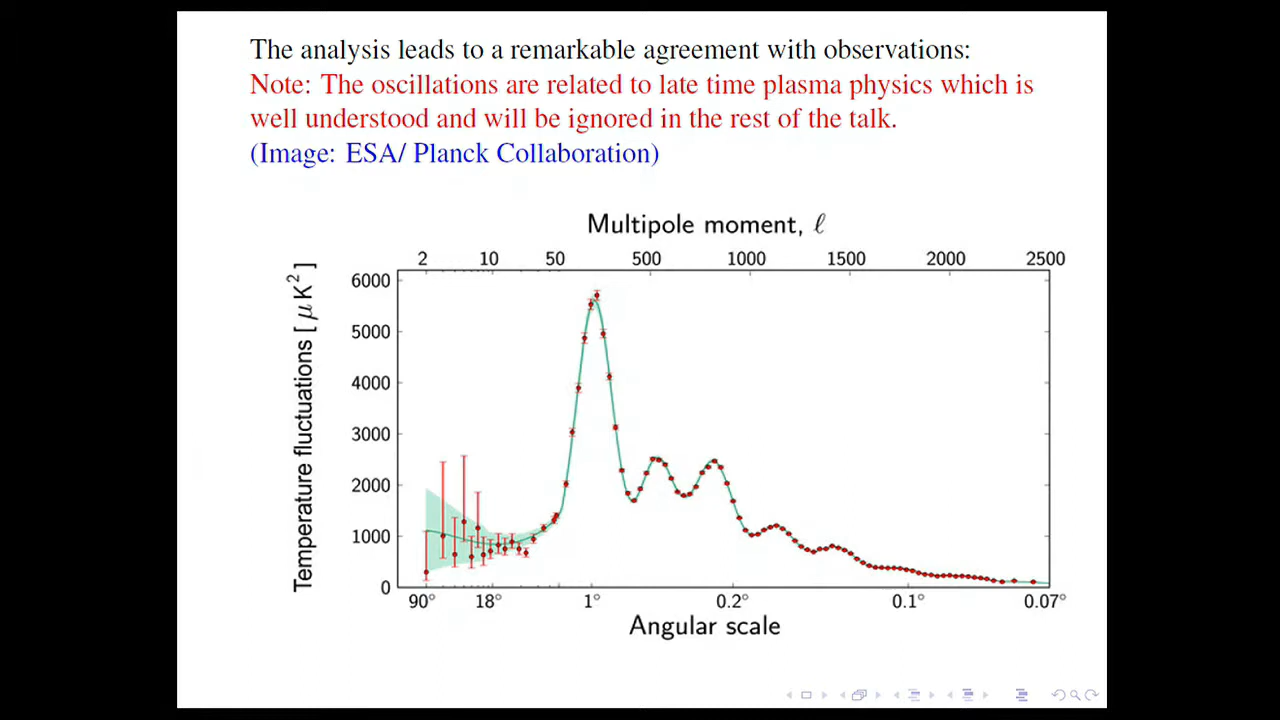 The analysis leads to a remarkable agreement with observations:
Note: The oscillations are related to late time plasma physics which is
well understood and will be ignored in the rest of the talk.
(Image: ESA/ Planck Collaboration)
Multipole moment, ℓ
2 10 50 500 1000 1500 2000 2500
Temperature fluctuations [ μ K² ]
6000
5000
4000
3000
2000
1000
0
90° 18° 1° 0.2° 0.1° 0.07°
Angular scale